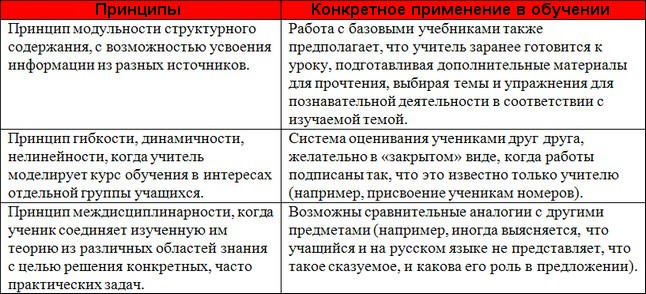 Принципы
Конкретное применение в обучении
Принцип модульности структурного
содержания, с возможностью усвоения
информации из разных источников.
Работа с базовыми учебниками также
предполагает, что учитель заранее готовится к
уроку, подготавливая дополнительные материалы
для прочтения, выбирая темы и упражнения для
познавательной деятельности в соответствии с
изучаемой темой.
Принцип гибкости, динамичности,
нелинейности, когда учитель
моделирует курс обучения в интересах
отдельной группы учащихся.
Система оценивания учениками друг друга,
желательно в «закрытом» виде, когда работы
подписаны так, что это известно только учителю
(например, присвоение ученикам номеров).
Принцип междисциплинарности, когда
ученик соединяет изученную им
теорию из различных областей знания
с целью решения конкретных, часто
практических задач.
Возможны сравнительные аналогии с другими
предметами (например, иногда выясняется, что
учащийся и на русском языке не представляет, что
такое сказуемое, и какова его роль в предложении).